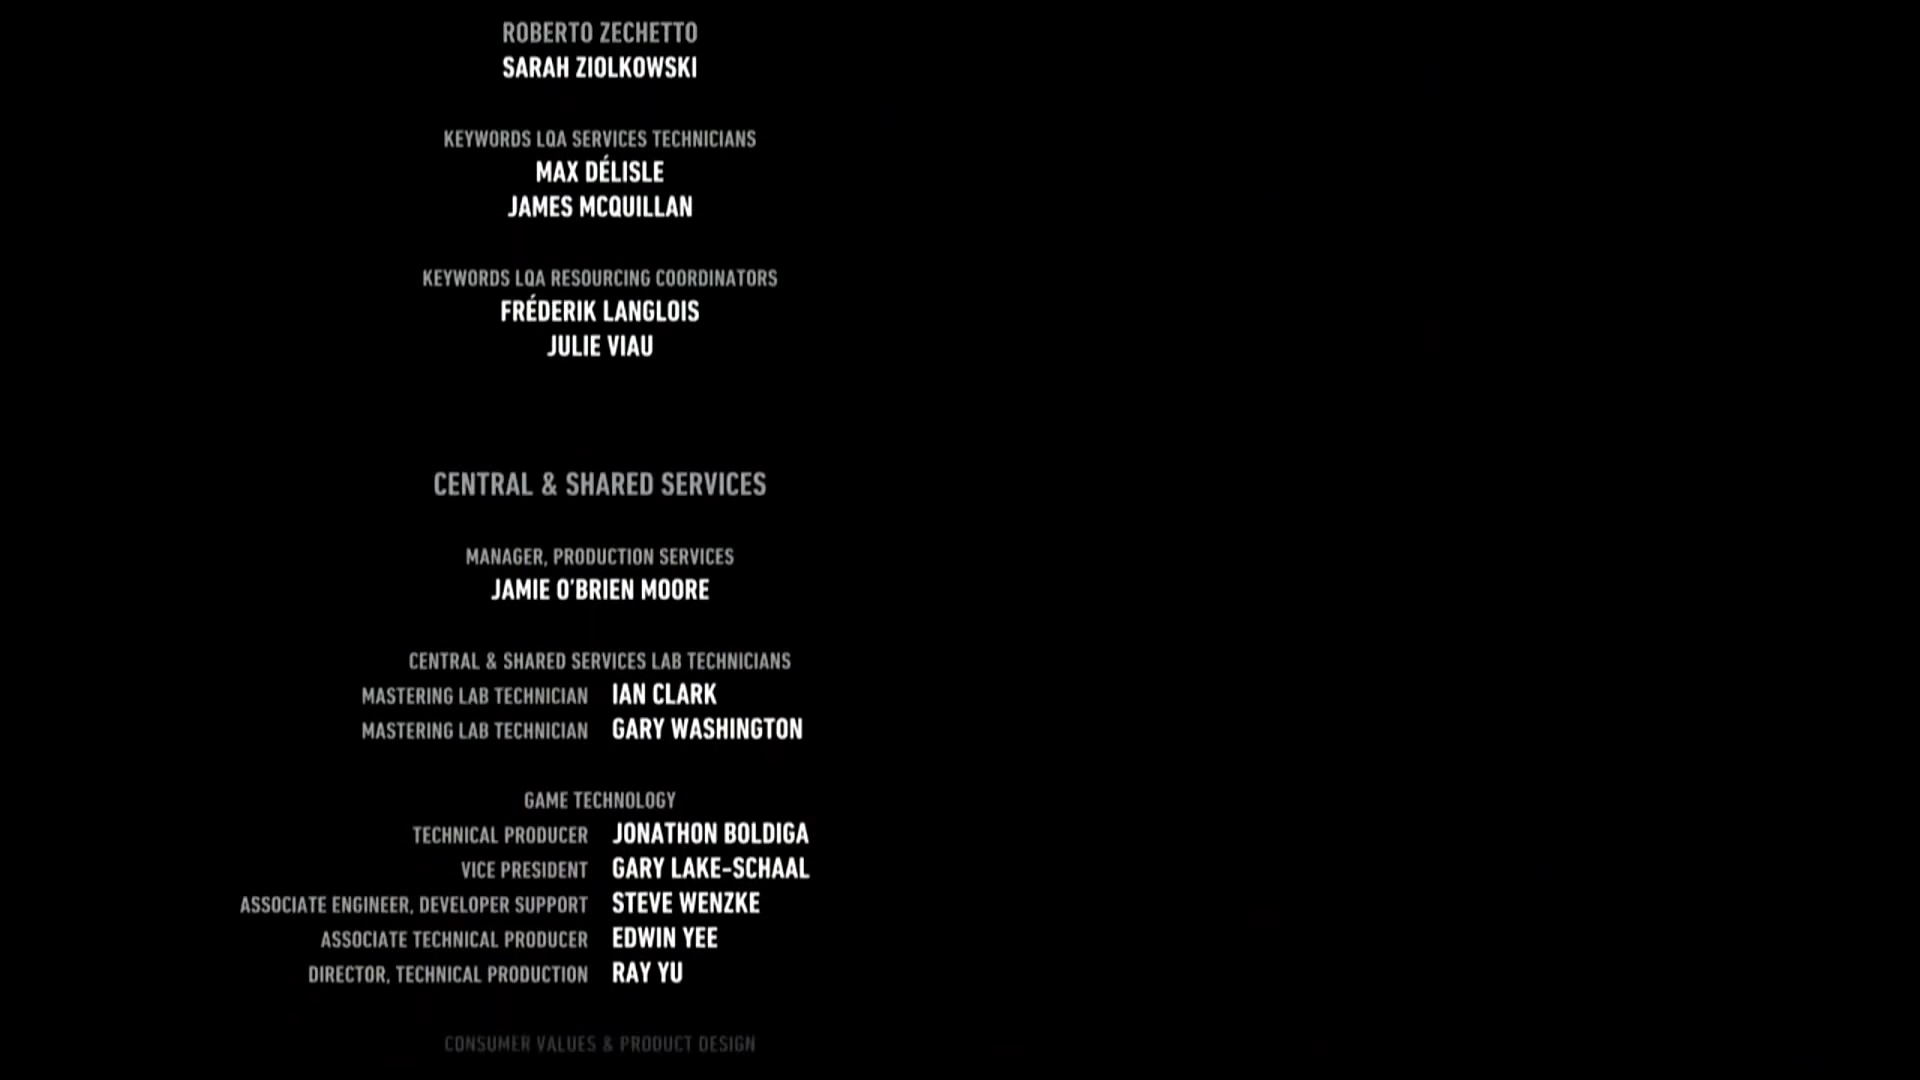 ROBERTO ZECHETTO
SARAH ZIOLKOWSKI
KEYWORDS LQA SERVICES TECHNICIANS
MAX DÉLISLE
JAMES MCQUILLAN
KEYWORDS LQA RESOURCING COORDINATORS
FRÉDERIK LANGLOIS
JULIE VIAU
CENTRAL & SHARED SERVICES
MANAGER, PRODUCTION SERVICES
JAMIE O'BRIEN MOORE
CENTRAL & SHARED SERVICES LAB TECHNICIANS
MASTERING LAB TECHNICIAN IAN CLARK
MASTERING LAB TECHNICIAN GARY WASHINGTON
GAME TECHNOLOGY
TECHNICAL PRODUCER JONATHON BOLDIGA
VICE PRESIDENT GARY LAKE-SCHAAL
ASSOCIATE ENGINEER, DEVELOPER SUPPORT STEVE WENZKE
ASSOCIATE TECHNICAL PRODUCER EDWIN YEE
DIRECTOR, TECHNICAL PRODUCTION RAY YU
CONSUMER VALUES & PRODUCT DESIGN